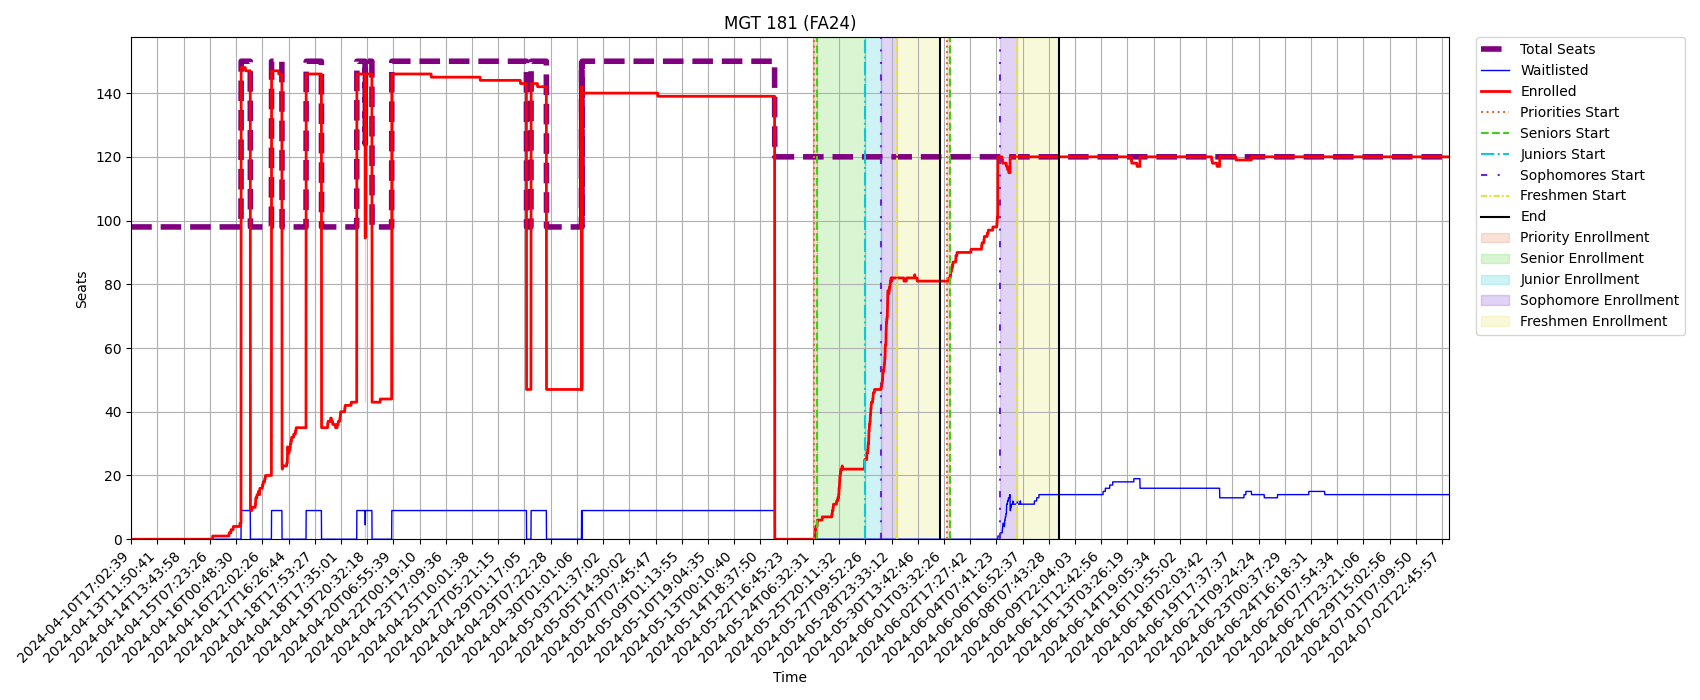 MGT 181 (FA24)
Total Seats
Waitlisted
Enrolled
Priorities Start
Seniors Start
Juniors Start
Sophomores Start
Freshmen Start
End
Priority Enrollment
Senior Enrollment
Junior Enrollment
Sophomore Enrollment
Freshmen Enrollment
Seats
140
120
100
80
60
40
20
0
2024-04-10T17:02:39
2024-04-13T11:50:41
2024-04-14T13:43:58
2024-04-15T07:23:26
2024-04-16T00:48:30
2024-04-16T22:02:26
2024-04-17T16:26:44
2024-04-18T17:53:27
2024-04-18T17:35:01
2024-04-19T20:32:18
2024-04-20T06:55:39
2024-04-22T00:19:10
2024-04-23T17:09:36
2024-04-25T10:01:38
2024-04-27T05:21:15
2024-04-29T01:17:05
2024-04-29T07:22:28
2024-04-30T01:01:06
2024-05-03T21:37:02
2024-05-05T14:30:02
2024-05-07T07:45:47
2024-05-09T01:13:55
2024-05-10T19:04:35
2024-05-13T00:10:40
2024-05-14T18:37:50
2024-05-22T16:45:23
2024-05-24T06:32:31
2024-05-25T20:11:32
2024-05-27T09:52:26
2024-05-28T23:33:12
2024-05-30T13:42:46
2024-06-01T03:32:26
2024-06-02T17:27:42
2024-06-04T07:41:23
2024-06-06T16:52:37
2024-06-08T07:43:28
2024-06-09T22:04:03
2024-06-11T12:42:56
2024-06-13T03:26:19
2024-06-14T19:05:34
2024-06-16T10:55:02
2024-06-18T02:03:42
2024-06-19T17:37:37
2024-06-21T09:24:24
2024-06-23T00:37:29
2024-06-24T16:18:31
2024-06-26T07:54:34
2024-06-27T23:21:06
2024-06-29T15:02:56
2024-07-01T07:09:50
2024-07-02T22:45:57
Time